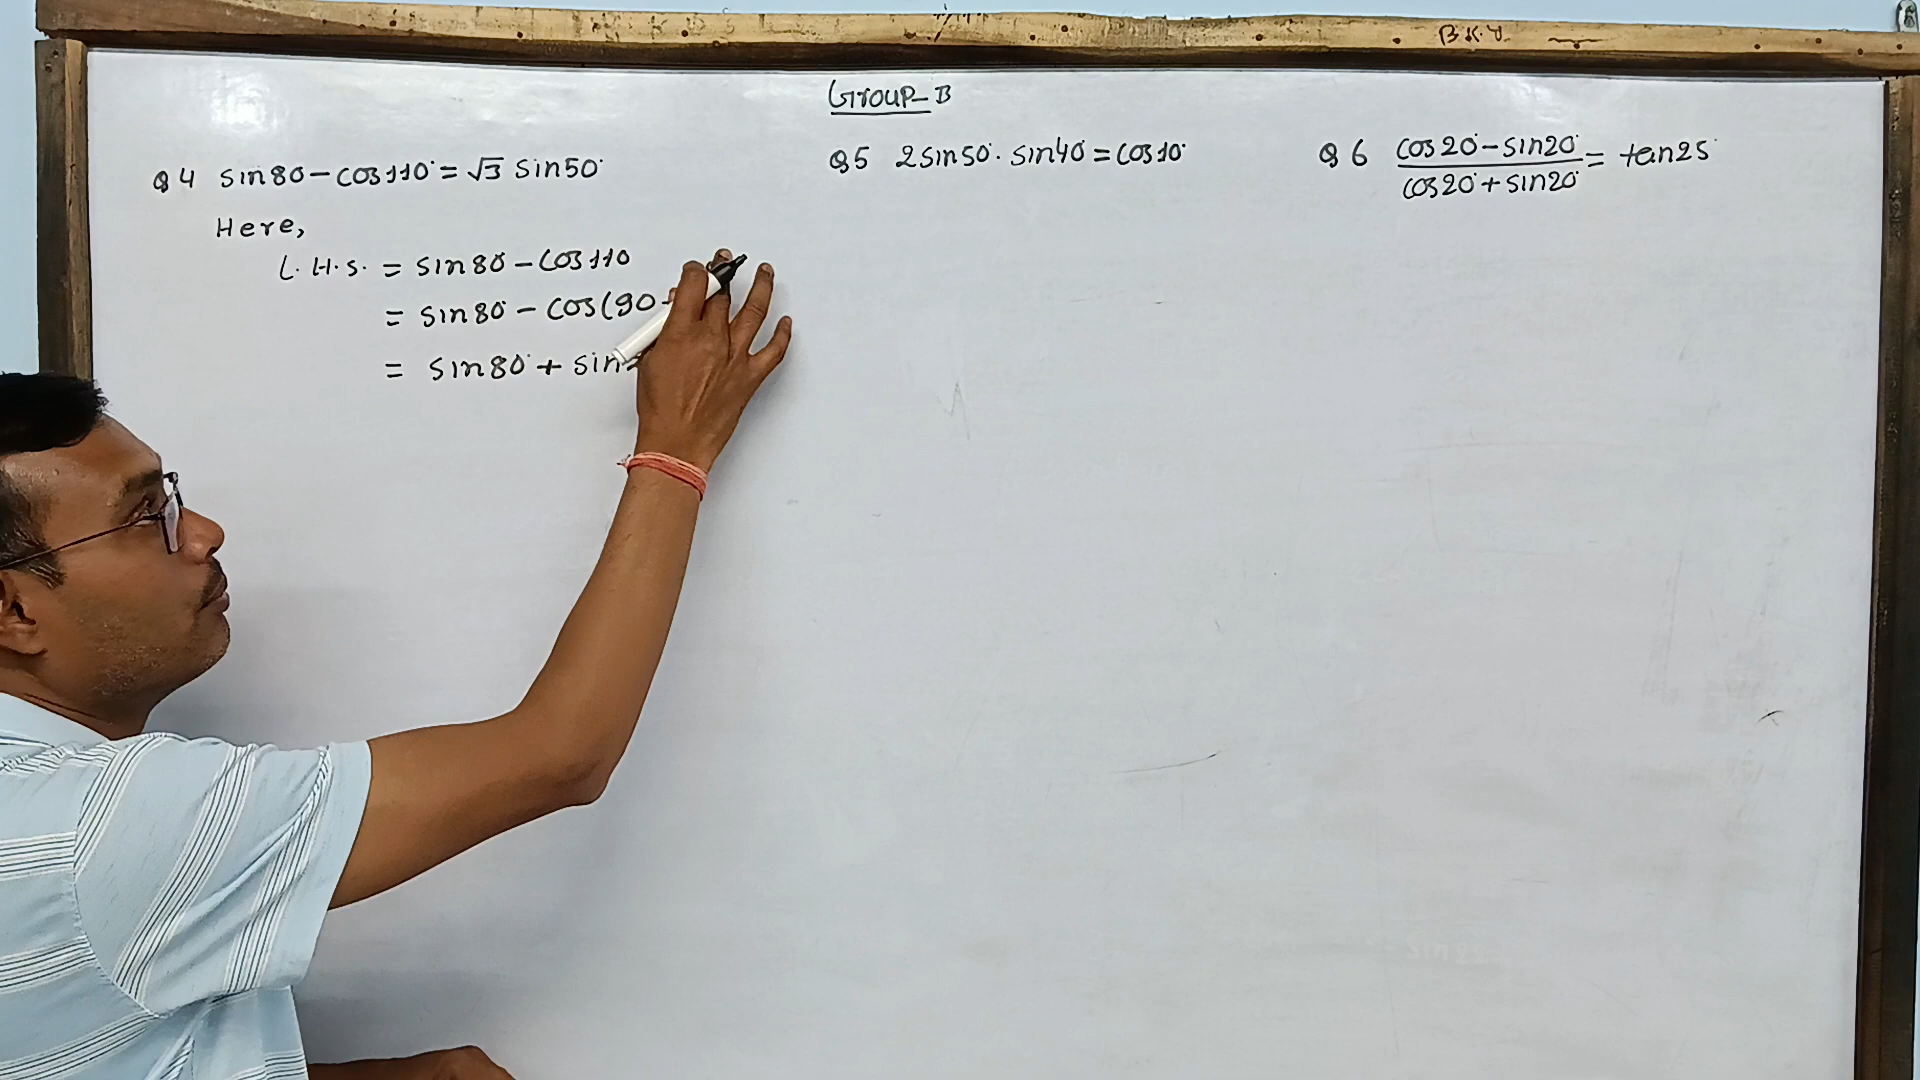 B.K.Y.
Group-B
Q4 sin80° - cos110° = √3 sin50°
Here,
L.H.S. = sin80° - cos110
= sin80° - cos(90
= sin80° + sin
Q5 2sin50°. sin40° = cos10°
Q6 cos20° - sin20° / cos20° + sin20° = tan25°